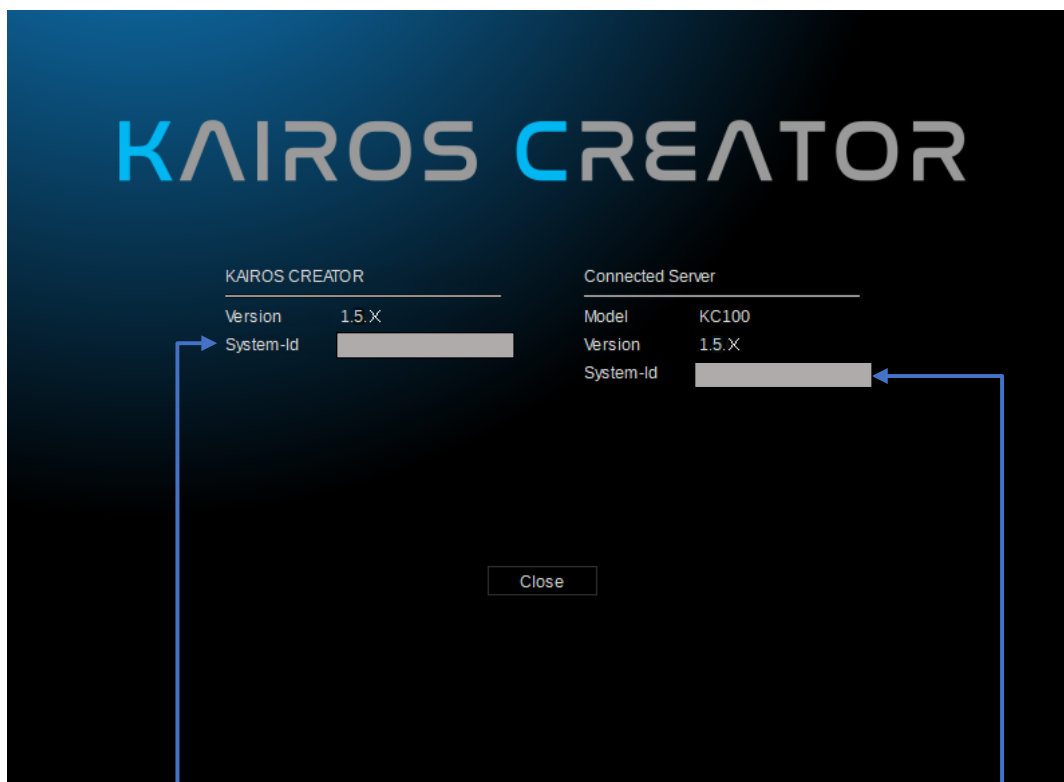 KAIROS CREATOR
KAIROS CREATOR
Version 1.5.X
System-Id
Connected Server
Model KC100
Version 1.5.X
System-Id
Close